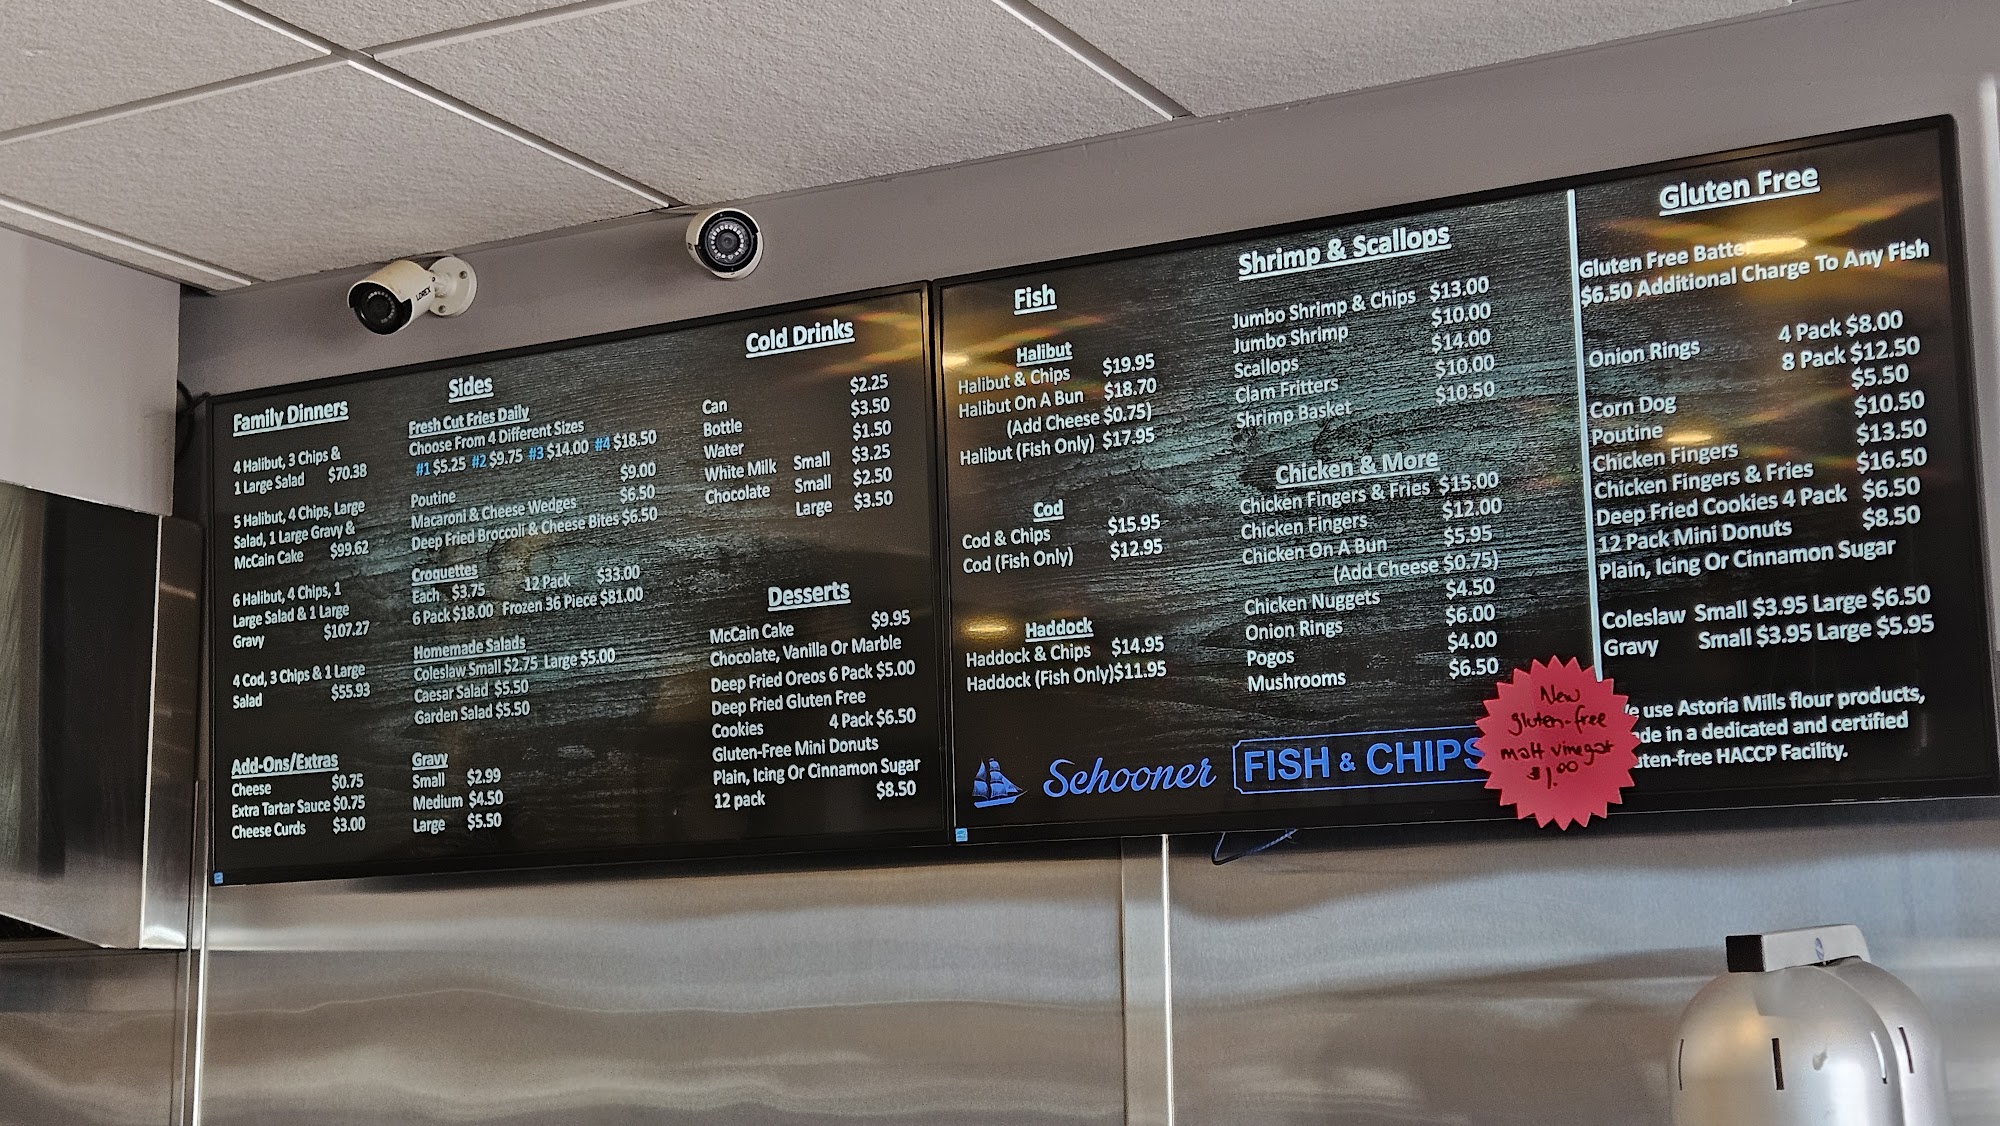 LOREX
Family Dinners
4 Halibut, 3 Chips &
1 Large Salad $70.38
5 Halibut, 4 Chips, Large
Salad, 1 Large Gravy &
McCain Cake $99.62
6 Halibut, 4 Chips, 1
Large Salad & 1 Large
Gravy $107.27
4 Cod, 3 Chips & 1 Large
Salad $55.93
Add-Ons/Extras
Cheese $0.75
Extra Tartar Sauce $0.75
Cheese Curds $3.00
Sides
Fresh Cut Fries Daily
Choose From 4 Different Sizes
#1 $5.25 #2 $9.75 #3 $14.00 #4 $18.50
Poutine $9.00
Macaroni & Cheese Wedges $6.50
Deep Fried Broccoli & Cheese Bites $6.50
Croquettes
Each $3.75 12 Pack $33.00
6 Pack $18.00 Frozen 36 Piece $81.00
Homemade Salads
Coleslaw Small $2.75 Large $5.00
Caesar Salad $5.50
Garden Salad $5.50
Gravy
Small $2.99
Medium $4.50
Large $5.50
Cold Drinks
Can $2.25
Bottle $3.50
Water $1.50
White Milk Small $3.25
Chocolate Small $2.50
Large $3.50
Desserts
McCain Cake $9.95
Chocolate, Vanilla Or Marble
Deep Fried Oreos 6 Pack $5.00
Deep Fried Gluten Free
Cookies 4 Pack $6.50
Gluten-Free Mini Donuts
Plain, Icing Or Cinnamon Sugar
12 pack $8.50
Fish
Halibut
Halibut & Chips $19.95
Halibut On A Bun $18.70
(Add Cheese $0.75)
Halibut (Fish Only) $17.95
Cod
Cod & Chips $15.95
Cod (Fish Only) $12.95
Haddock
Haddock & Chips $14.95
Haddock (Fish Only)$11.95
Shrimp & Scallops
Jumbo Shrimp & Chips $13.00
Jumbo Shrimp $10.00
Scallops $14.00
Clam Fritters $10.00
Shrimp Basket $10.50
Chicken & More
Chicken Fingers & Fries $15.00
Chicken Fingers $12.00
Chicken On A Bun $5.95
(Add Cheese $0.75)
Chicken Nuggets $4.50
Onion Rings $6.00
Pogos $4.00
Mushrooms $6.50
Schooner FISH & CHIPS
Gluten Free
Gluten Free Batte
$6.50 Additional Charge To Any Fish
4 Pack $8.00
Onion Rings 8 Pack $12.50
Corn Dog $5.50
Poutine $10.50
Chicken Fingers $13.50
Chicken Fingers & Fries $16.50
Deep Fried Cookies 4 Pack $6.50
12 Pack Mini Donuts $8.50
Plain, Icing Or Cinnamon Sugar
Coleslaw Small $3.95 Large $6.50
Gravy Small $3.95 Large $5.95
e use Astoria Mills flour products,
de in a dedicated and certified
uten-free HACCP Facility.
New
gluten-free
malt vinegar
$1.00